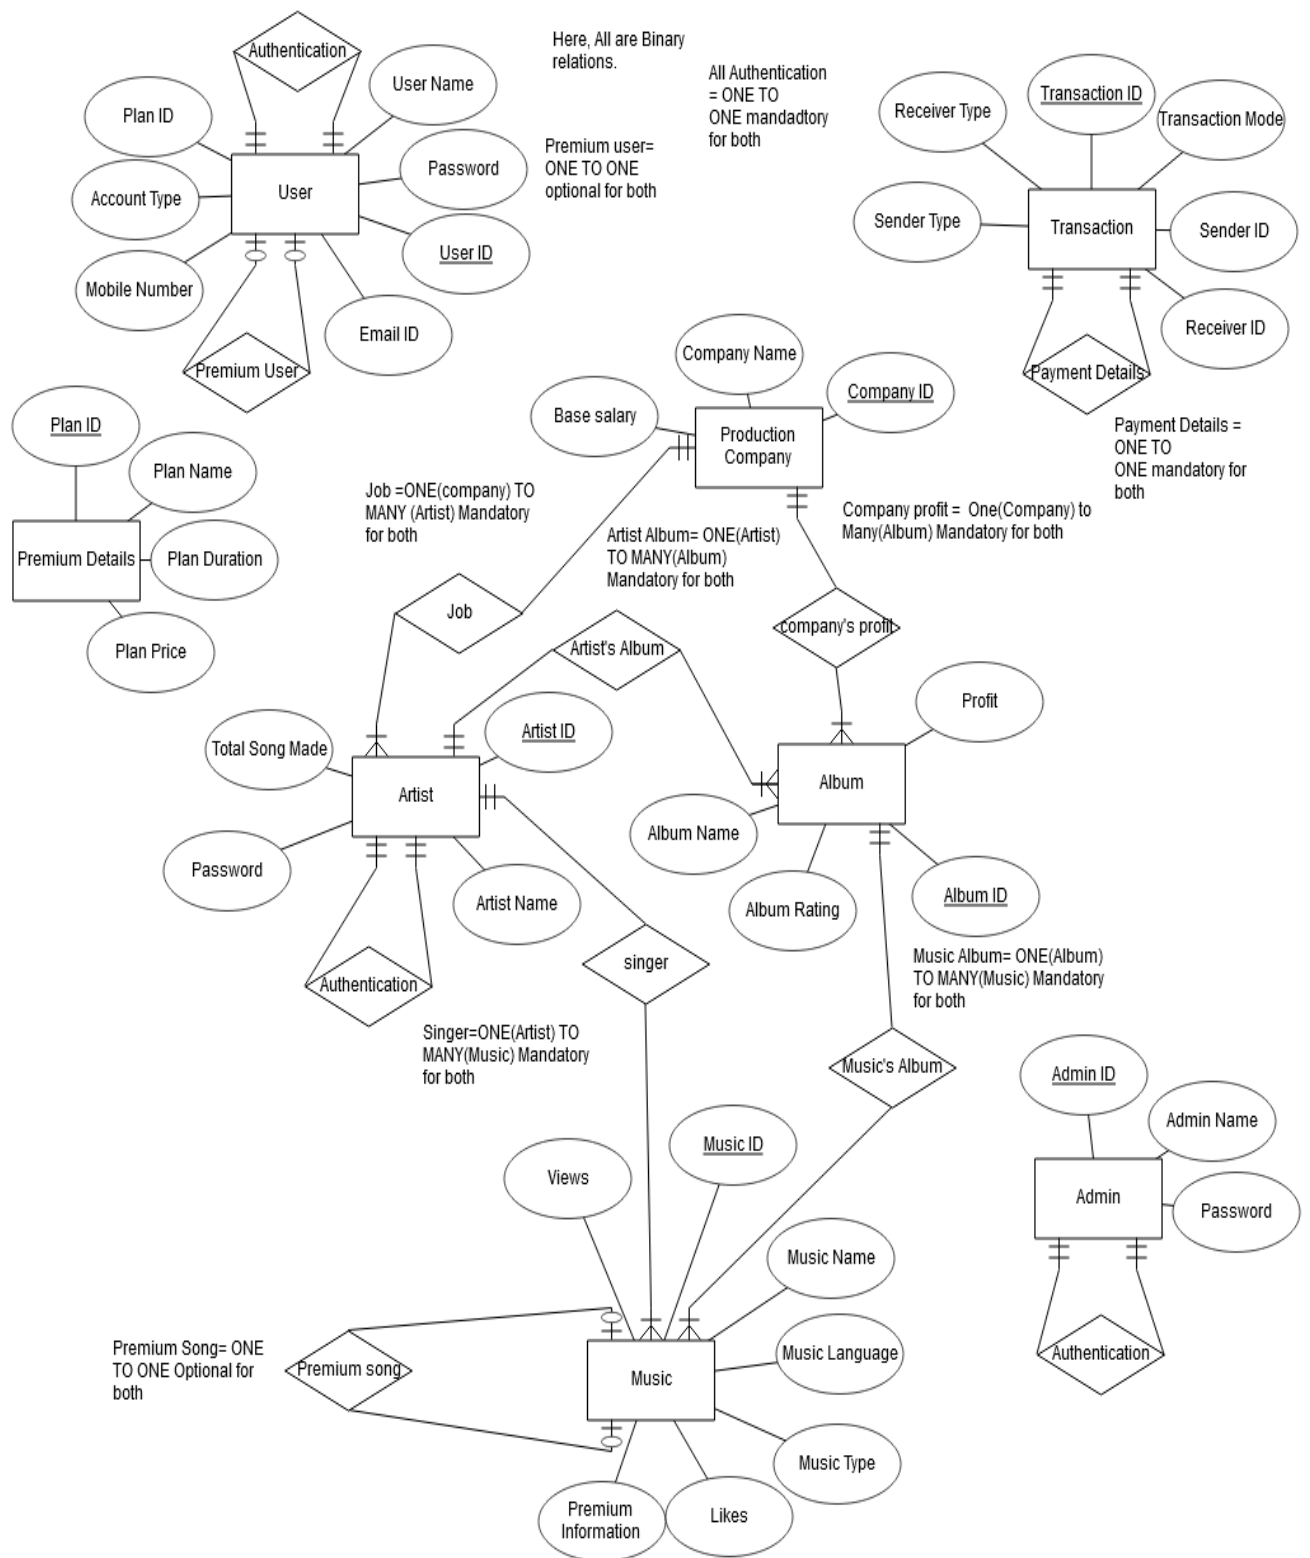 Authentication
Here, All are Binary
relations.
User Name
All Authentication
= ONE TO
ONE mandadtory
for both
Transaction ID
Receiver Type
Transaction Mode
Plan ID
Premium user=
ONE TO ONE
optional for both
Password
Account Type
User
Sender Type
Transaction
Sender ID
User ID
Mobile Number
Email ID
Receiver ID
Company Name
Premium User
Payment Details
Company ID
Base salary
Plan ID
Production
Company
Payment Details =
ONE TO
ONE mandatory for
both
Plan Name
Job =ONE(company) TO
MANY (Artist) Mandatory
for both
Company profit =  One(Company) to
Many(Album) Mandatory for both
Artist Album= ONE(Artist)
TO MANY(Album)
Mandatory for both
Premium Details
Plan Duration
Job
company's profit
Artist's Album
Plan Price
Profit
Artist ID
Total Song Made
Album
Artist
Album Name
Password
Artist Name
Album Rating
Album ID
singer
Music Album= ONE(Album)
TO MANY(Music) Mandatory
for both
Authentication
Singer=ONE(Artist) TO
MANY(Music) Mandatory
for both
Music's Album
Admin ID
Admin Name
Music ID
Views
Admin
Password
Music Name
Premium Song= ONE
TO ONE Optional for
both
Premium song
Music Language
Authentication
Music
Music Type
Premium
Information
Likes